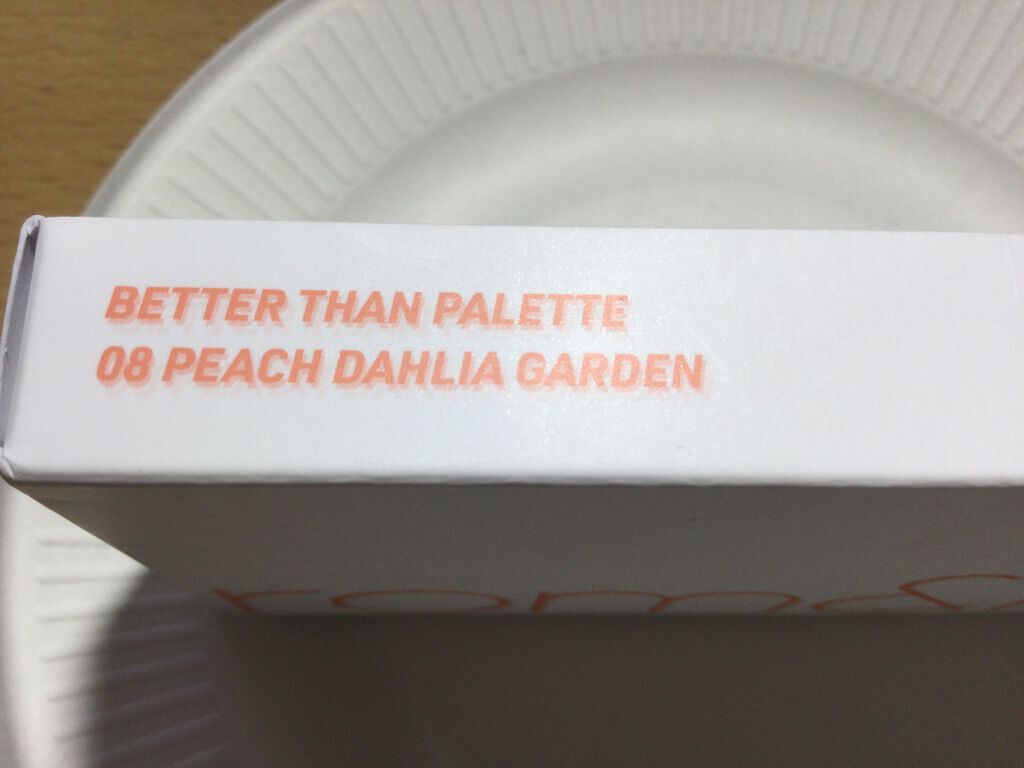 BETTER THAN PALETTE
08 PEACH DAHLIA GARDEN